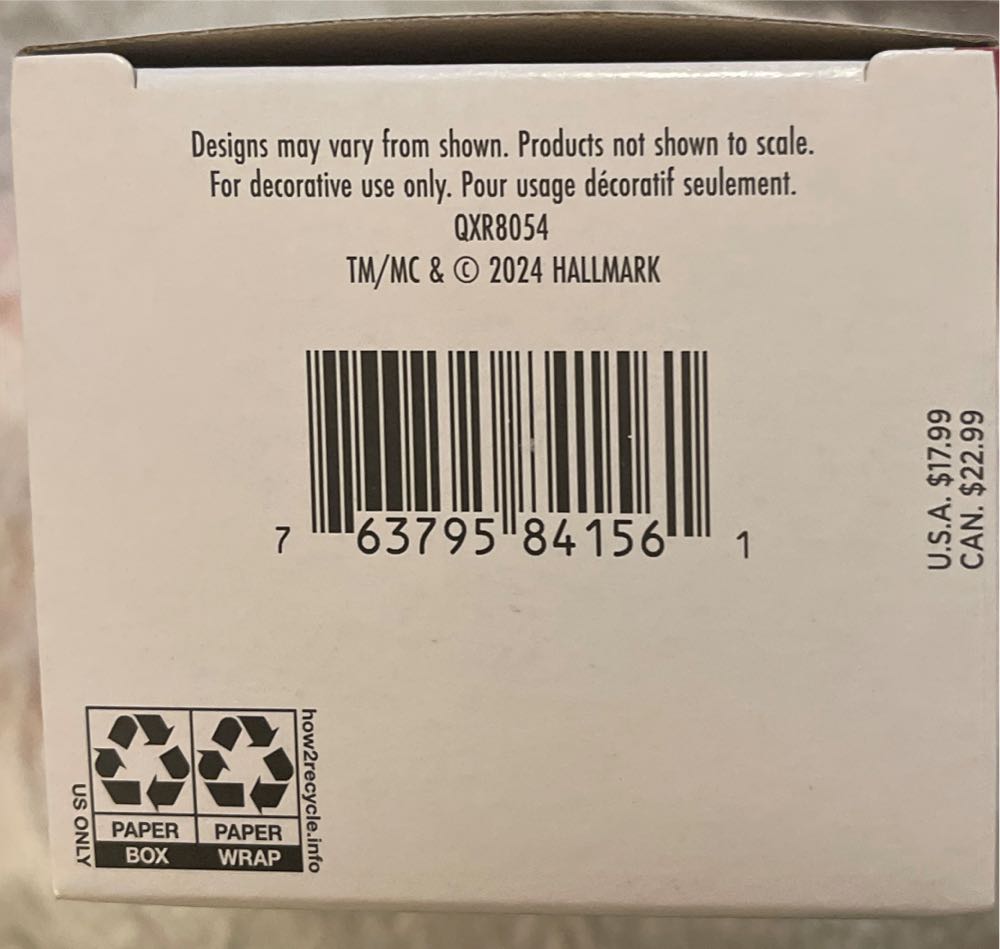 Designs may vary from shown. Products not shown to scale.
For decorative use only. Pour usage décoratif seulement.
QXR8054
TM/MC & © 2024 HALLMARK
7 63795 84156 1
U.S.A. $17.99
CAN. $22.99
US ONLY
PAPER PAPER
BOX WRAP
how2recycle.info